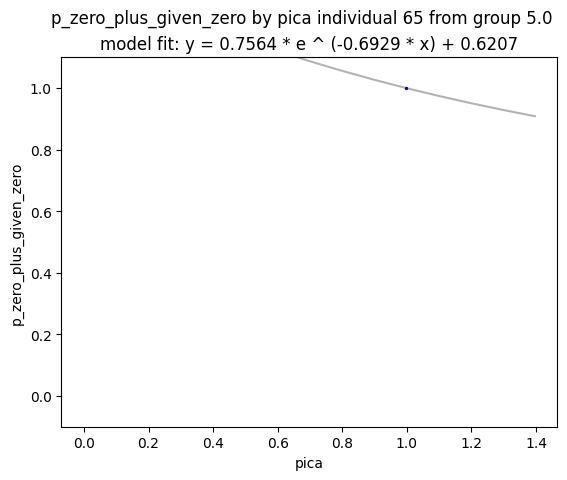 p_zero_plus_given_zero by pica individual 65 from group 5.0
model fit: y = 0.7564 * e ^ (-0.6929 * x) + 0.6207
1.0
0.8
0.6
0.4
0.2
0.0
p_zero_plus_given_zero
0.0 0.2 0.4 0.6 0.8 1.0 1.2 1.4
pica